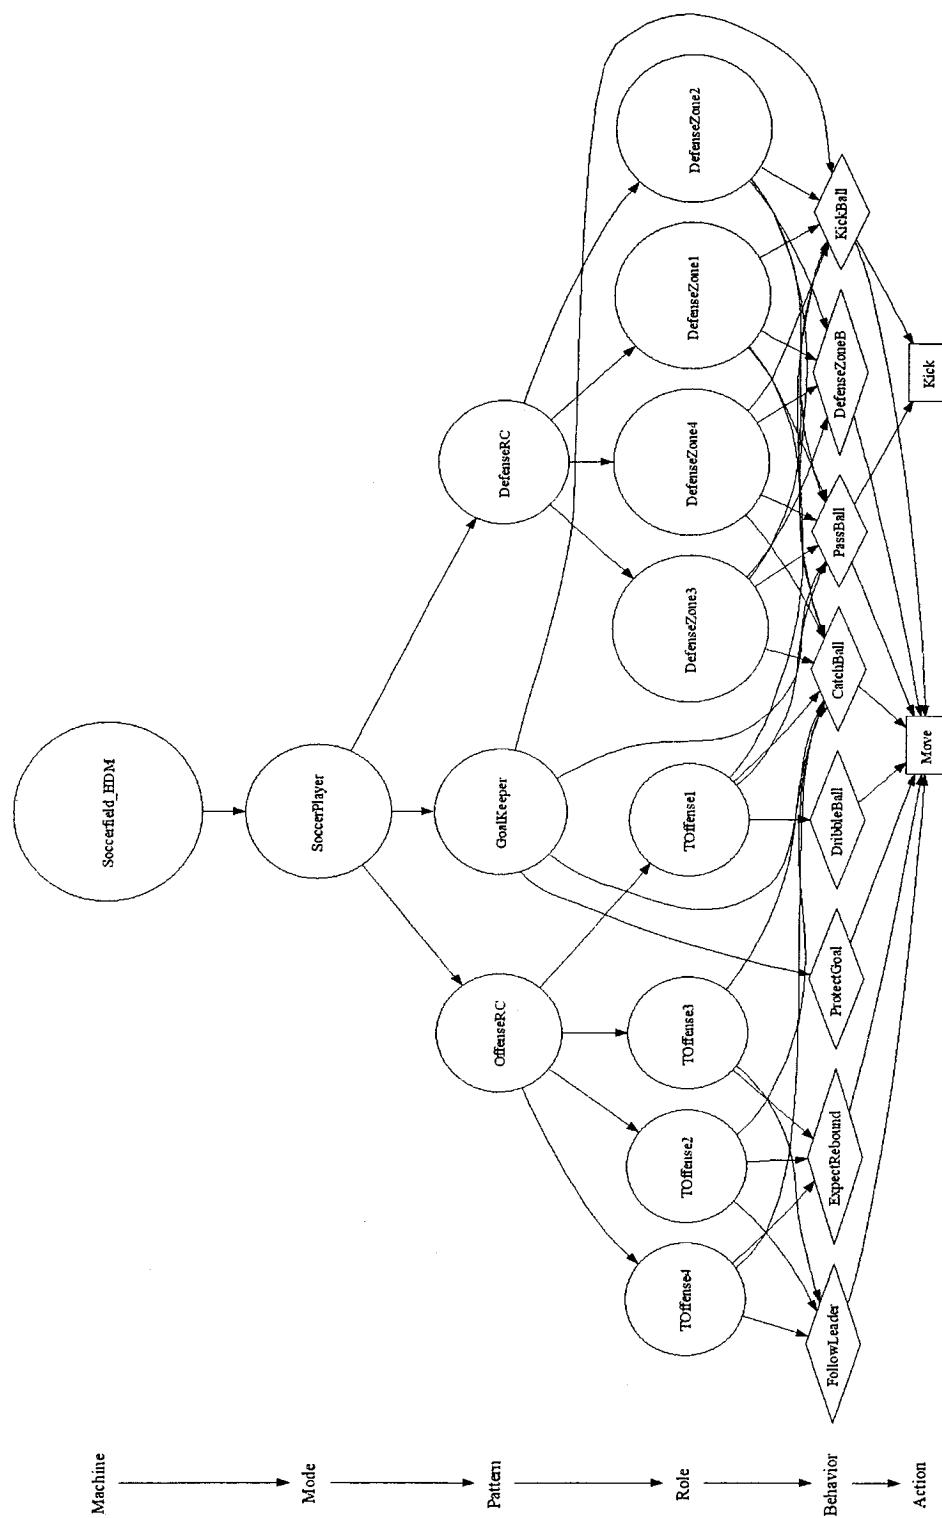 Machine
Mode
Pattern
Role
Behavior
Action
Soccerfield_HDM
SoccerPlayer
OffenseRC
GoalKeeper
DefenseRC
TOffense4
TOffense2
TOffense3
TOffense1
DefenseZone3
DefenseZone4
DefenseZone1
DefenseZone2
FollowLeader
ExpectRebound
ProtectGoal
DribbleBall
CatchBall
PassBall
DefenseZoneB
KickBall
Move
Kick